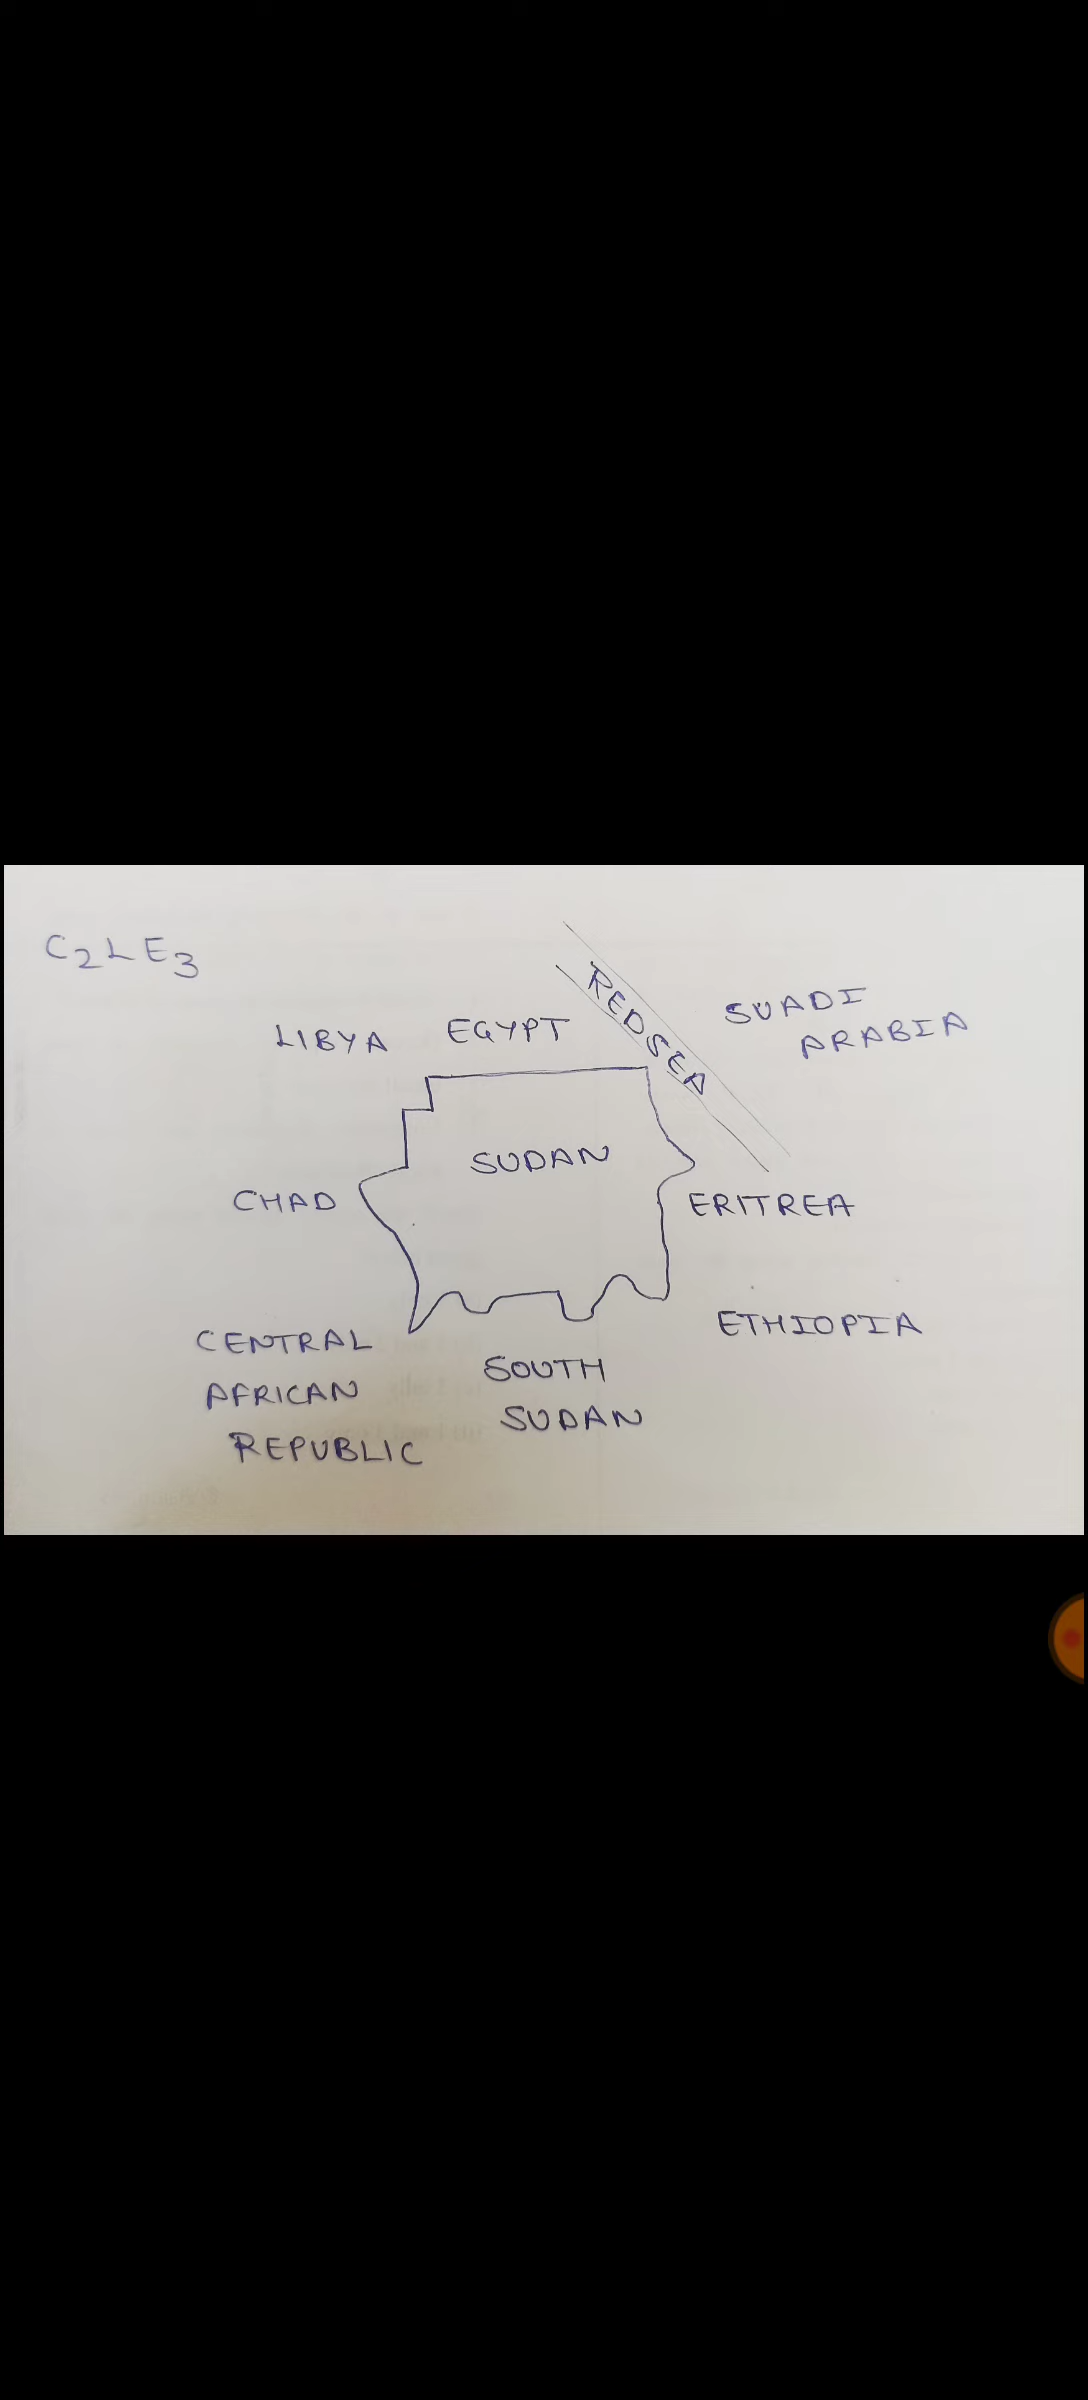 C2LE3
LIBYA
EGYPT
REDSEA
SUADI
ARABIA
SUDAN
CHAD
ERITREA
CENTRAL
AFRICAN
REPUBLIC
SOUTH
SUDAN
ETHIOPIA